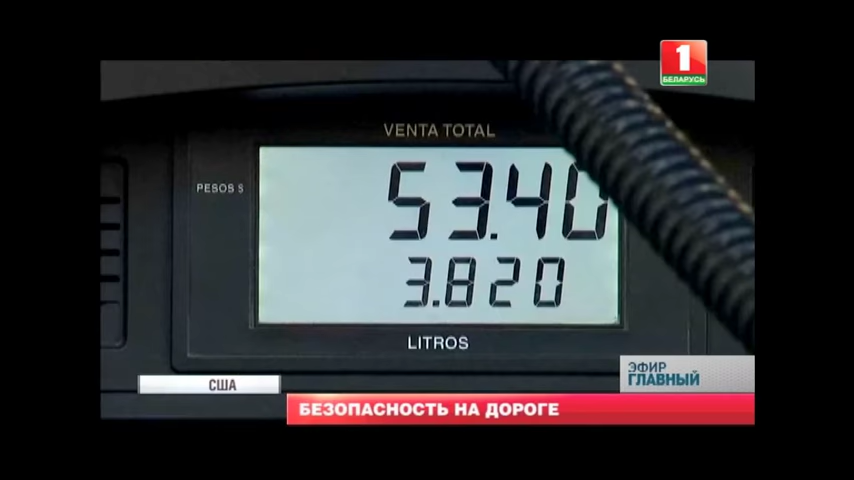 1
БЕЛАРУСЬ
VENTA TOTAL
PESOS $
53.40
3.820
LITROS
ЭФИР
ГЛАВНЫЙ
США
БЕЗОПАСНОСТЬ НА ДОРОГЕ